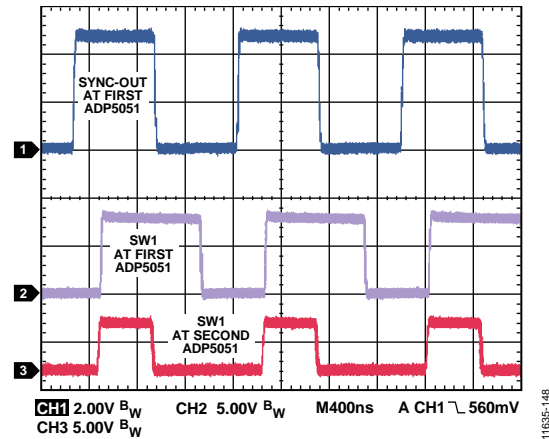 SYNC-OUT
AT FIRST
ADP5051
1
SW1
AT FIRST
ADP5051
2
SW1
AT SECOND
ADP5051
3
CH1 2.00V BW CH2 5.00V BW M400ns A CH1 ⁓ 560mV
CH3 5.00V BW
11635-148